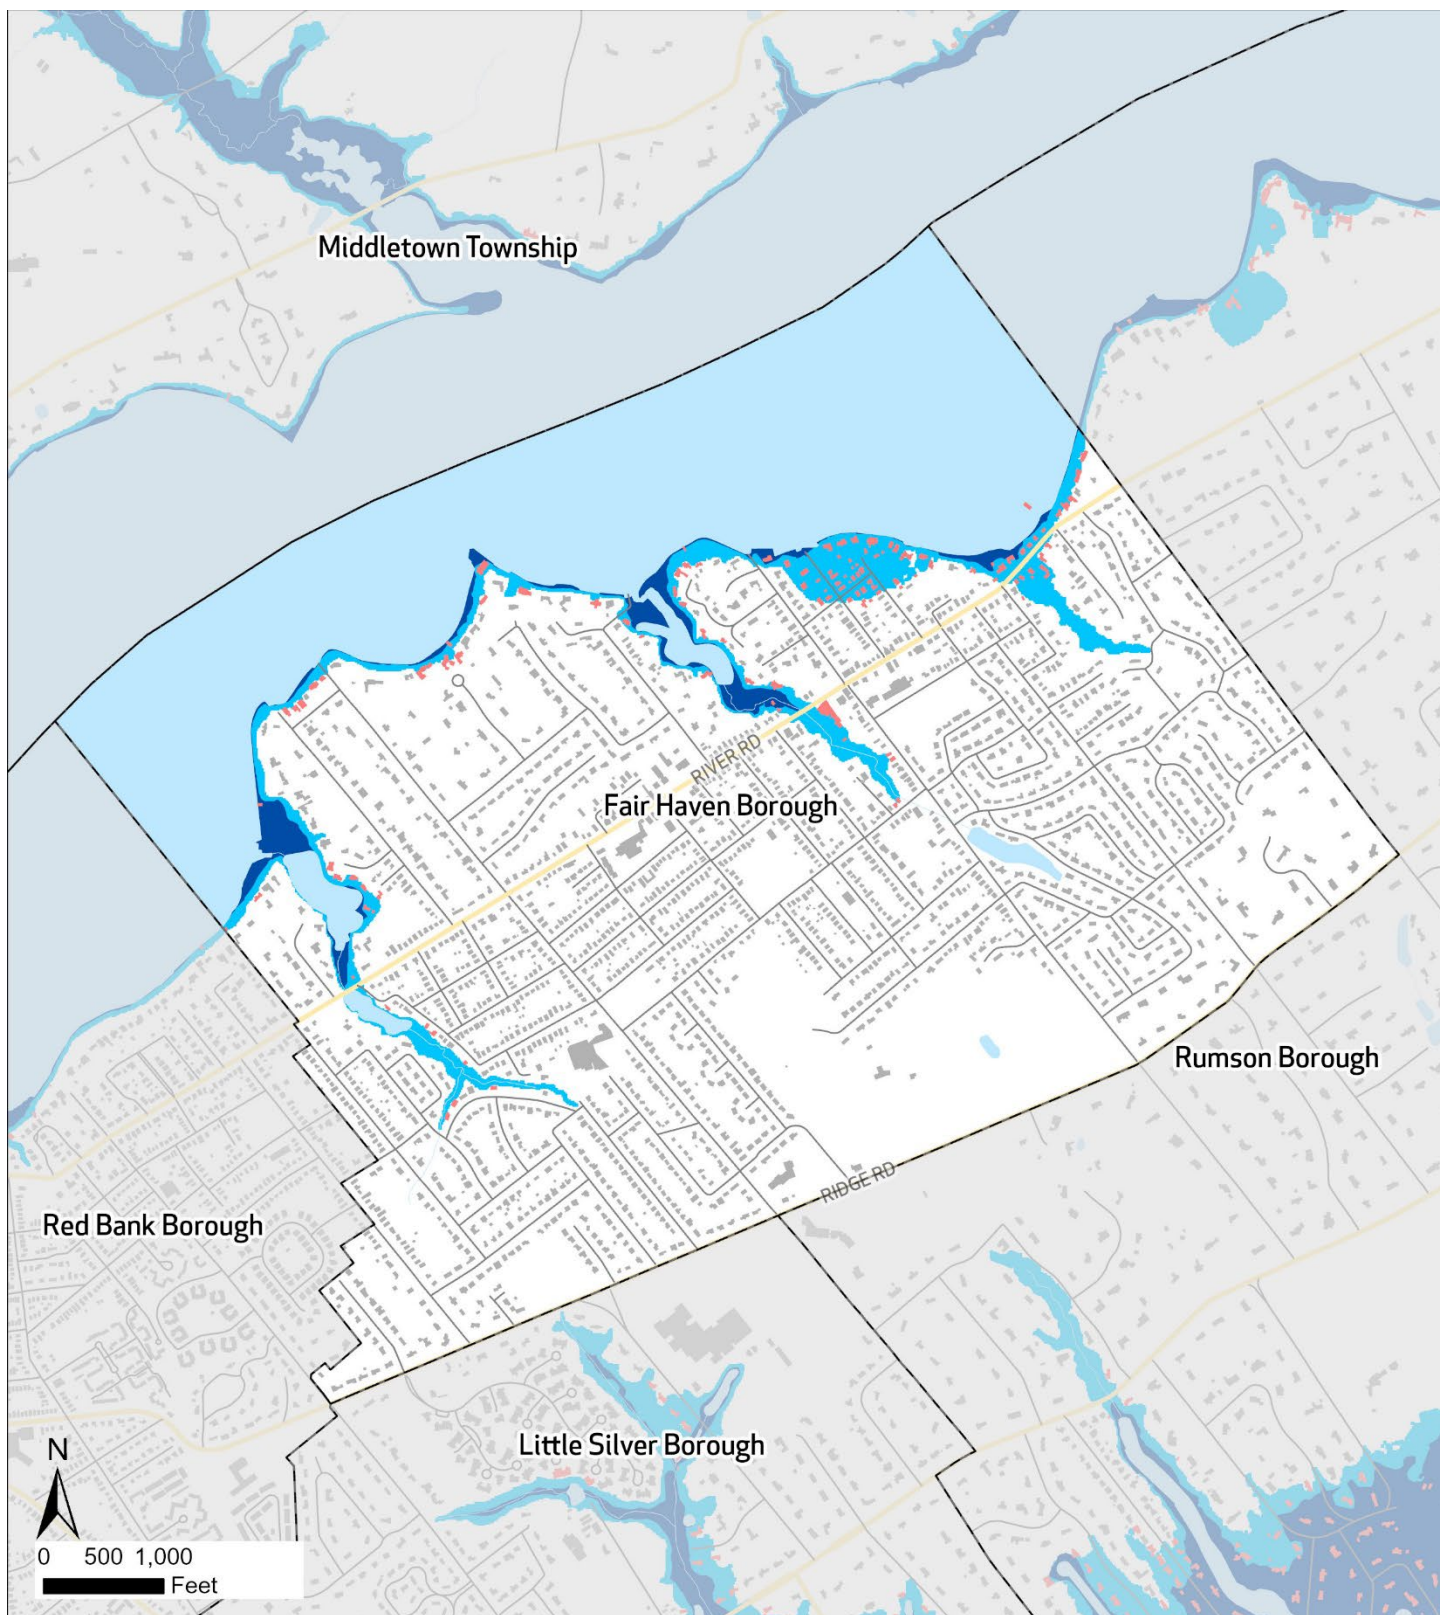 Middletown Township
RIVER RD
Fair Haven Borough
Rumson Borough
RIDGE RD
Red Bank Borough
Little Silver Borough
N
0 500 1,000
Feet